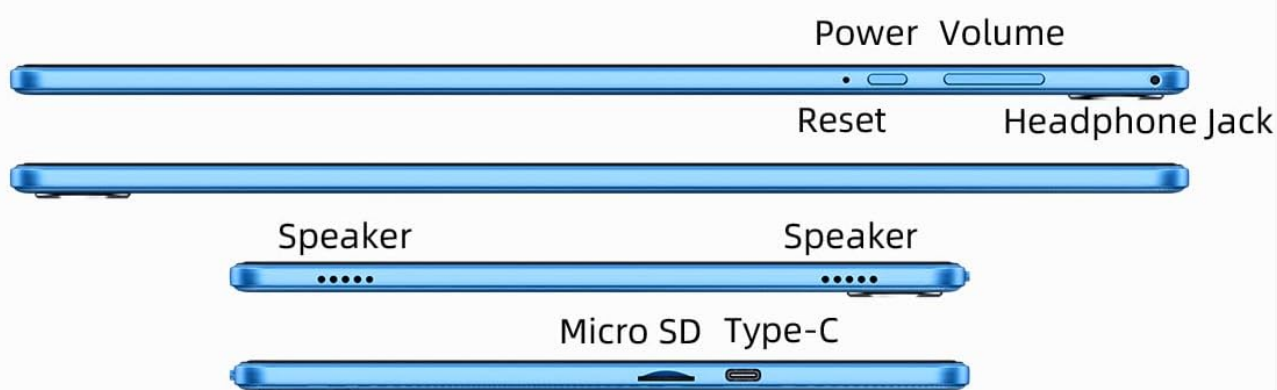 Power Volume
Reset Headphone Jack
Speaker Speaker
Micro SD Type-C